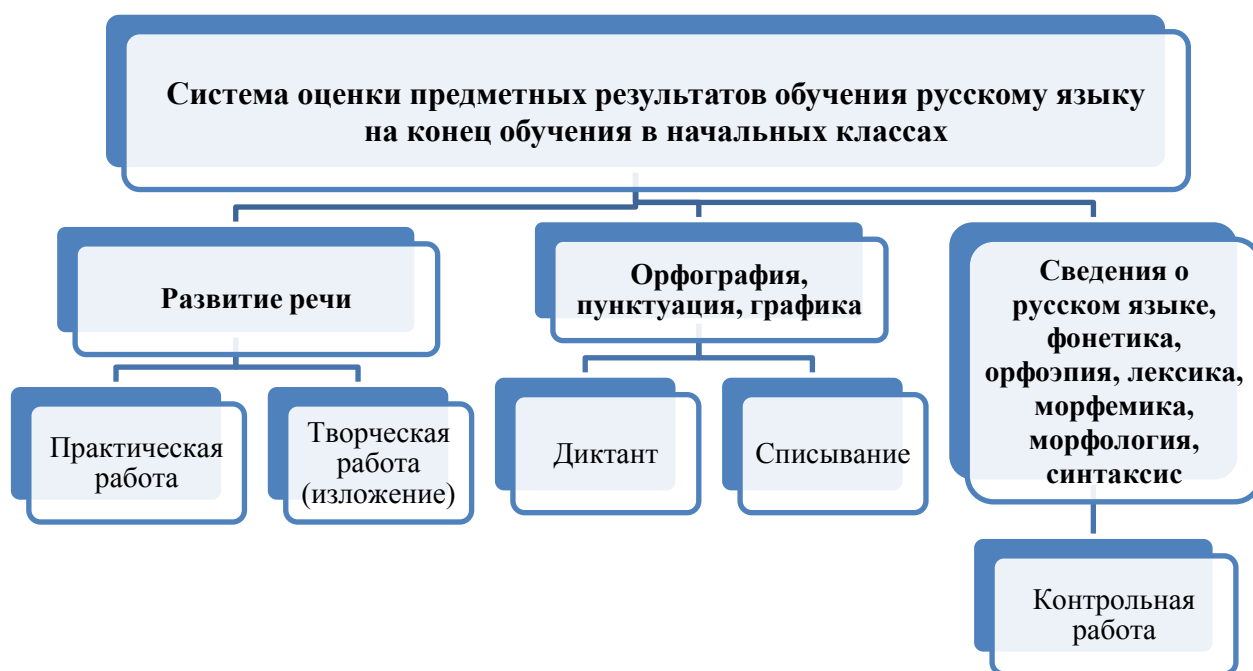 Система оценки предметных результатов обучения русскому языку
на конец обучения в начальных классах
Развитие речи
Орфография,
пунктуация, графика
Сведения о
русском языке,
фонетика,
орфоэпия, лексика,
морфемика,
морфология,
синтаксис
Практическая
работа
Творческая
работа
(изложение)
Диктант
Списывание
Контрольная
работа